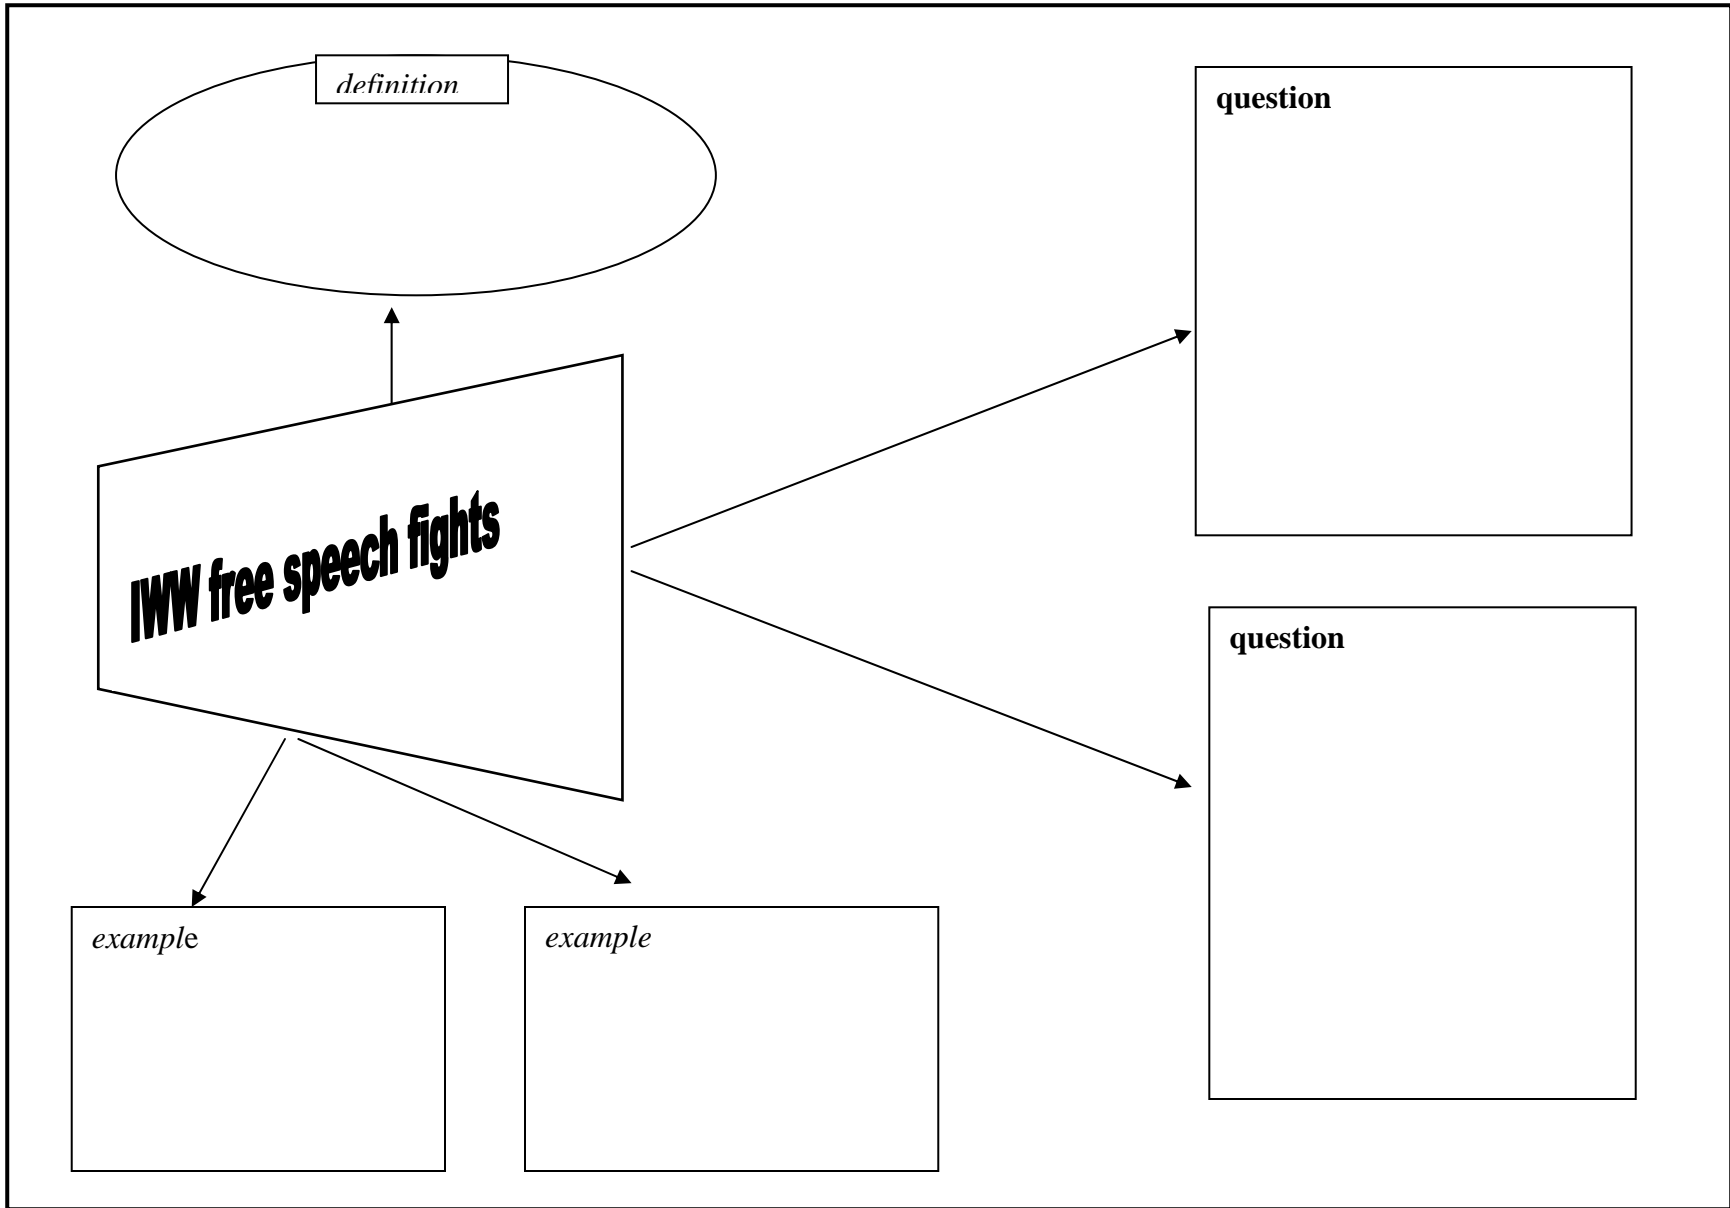 definition
question
IWW free speech fights
question
example
example